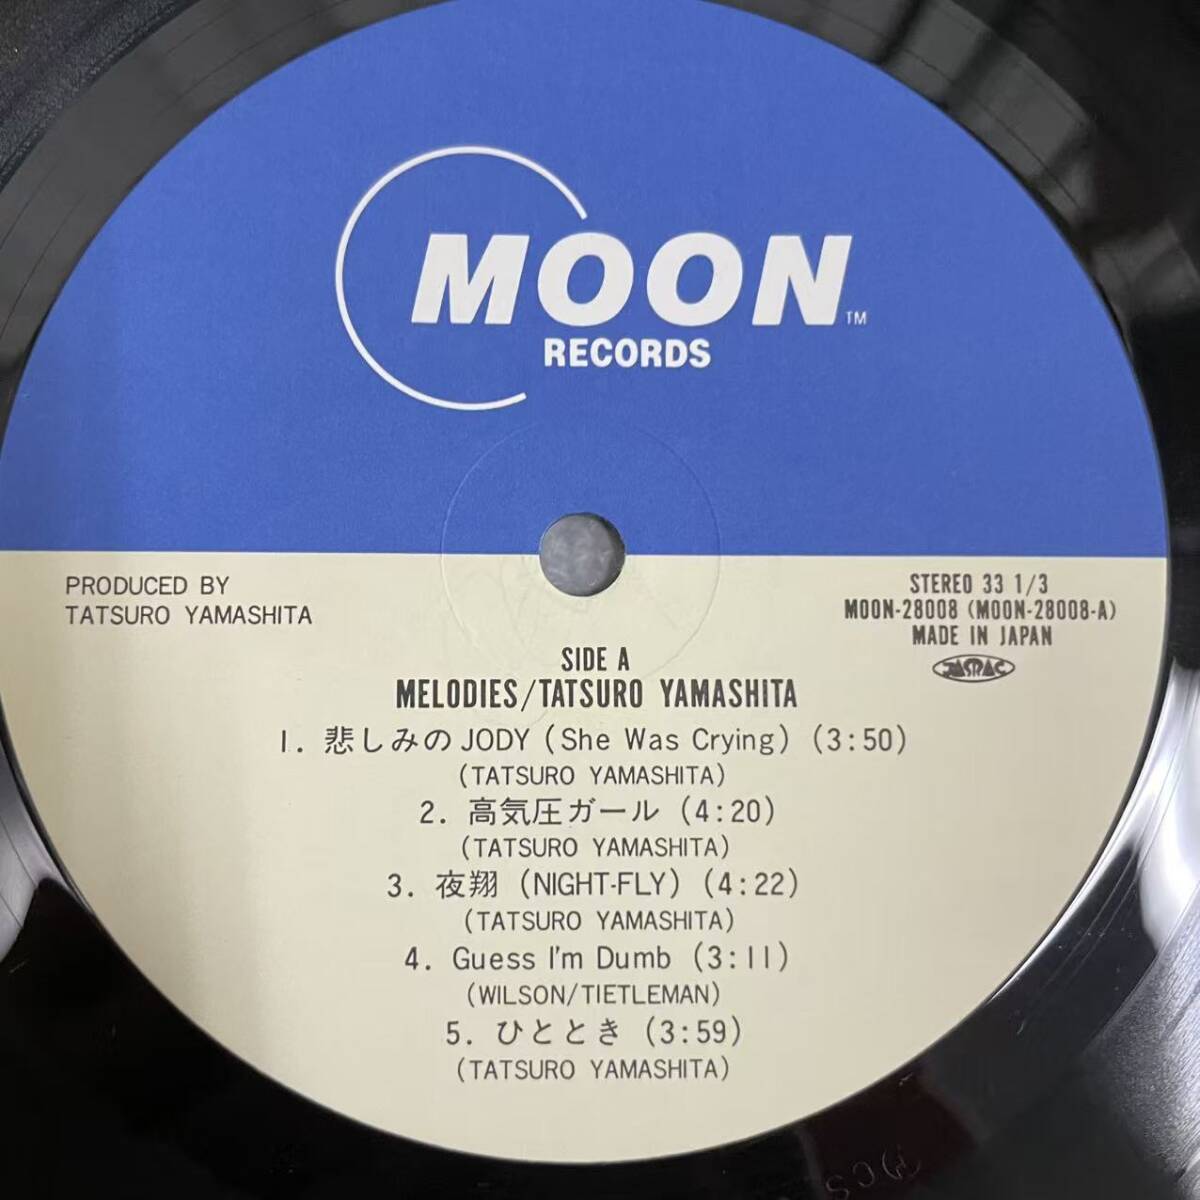 MOON TM
RECORDS
PRODUCED BY
TATSURO YAMASHITA
STEREO 33 1/3
MOON-28008 (MOON-28008-A)
MADE IN JAPAN
JASRAC
SIDE A
MELODIES/TATSURO YAMASHITA
1. 悲しみのJODY (She Was Crying) (3:50)
(TATSURO YAMASHITA)
2. 高気圧ガール (4:20)
(TATSURO YAMASHITA)
3. 夜翔 (NIGHT-FLY) (4:22)
(TATSURO YAMASHITA)
4. Guess I'm Dumb (3:11)
(WILSON/TIETLEMAN)
5. ひととき (3:59)
(TATSURO YAMASHITA)